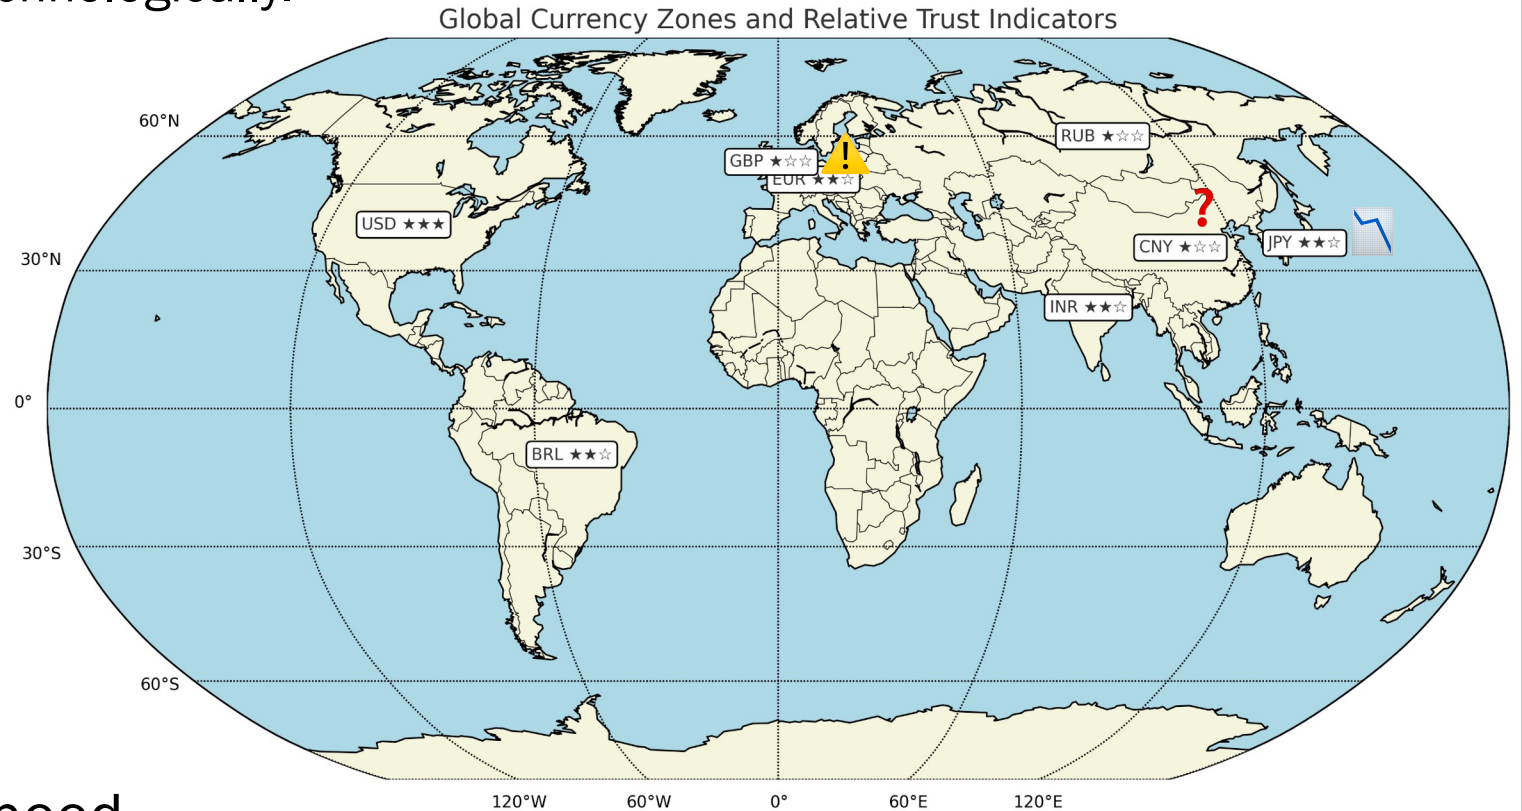 Global Currency Zones and Relative Trust Indicators
60°N
RUB ★☆☆
GBP ★☆☆
EUR ★★☆
USD ★★★
CNY ★☆☆
JPY ★★☆
30°N
INR ★★☆
0°
BRL ★★☆
30°S
60°S
120°W 60°W 0° 60°E 120°E